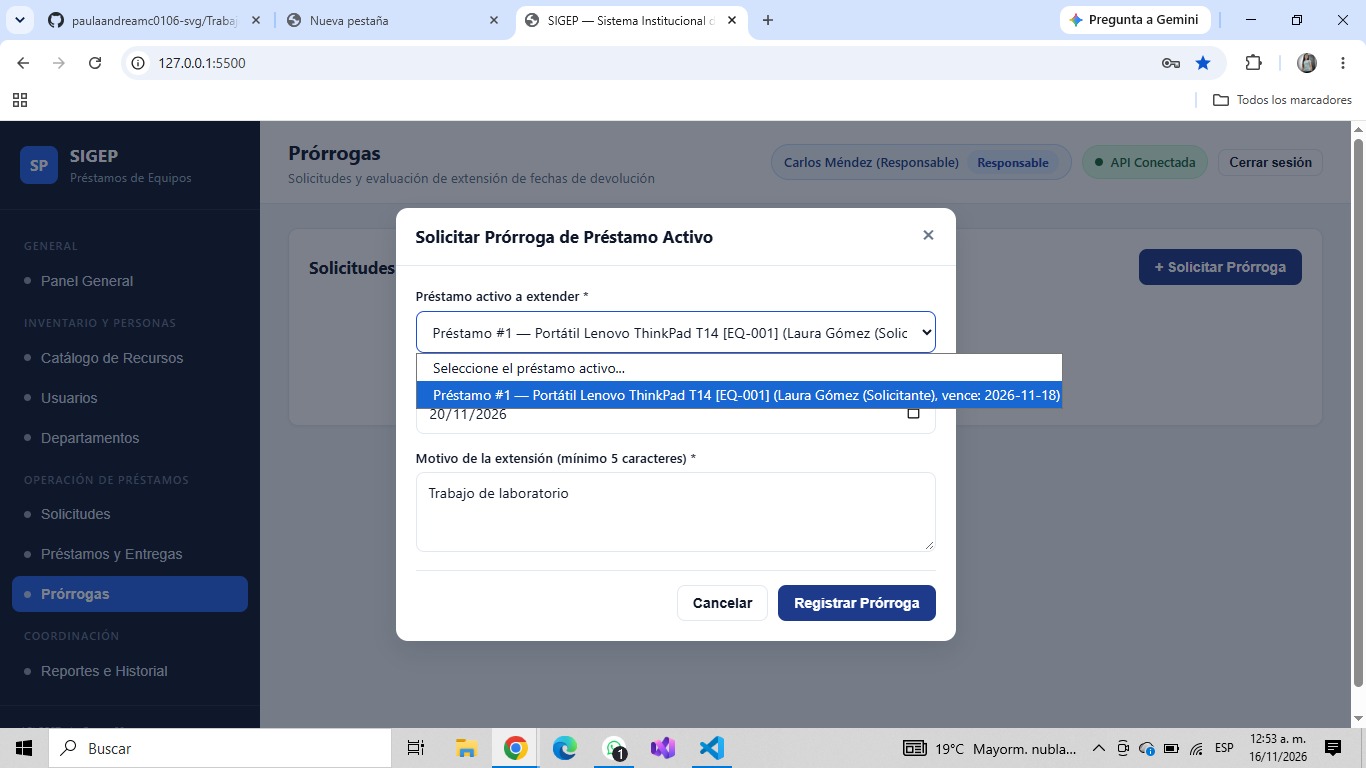 paulaandreamc0106-svg/Trabaj
Nueva pestaña
SIGEP — Sistema Institucional d
Pregunta a Gemini
127.0.0.1:5500
Todos los marcadores
SP
SIGEP
Préstamos de Equipos
GENERAL
Panel General
INVENTARIO Y PERSONAS
Catálogo de Recursos
Usuarios
Departamentos
OPERACIÓN DE PRÉSTAMOS
Solicitudes
Préstamos y Entregas
Prórrogas
COORDINACIÓN
Reportes e Historial
Prórrogas
Solicitudes y evaluación de extensión de fechas de devolución
Carlos Méndez (Responsable) Responsable
API Conectada
Cerrar sesión
Solicitudes
+ Solicitar Prórroga
Solicitar Prórroga de Préstamo Activo
Préstamo activo a extender *
Préstamo #1 — Portátil Lenovo ThinkPad T14 [EQ-001] (Laura Gómez (Solic
Seleccione el préstamo activo...
Préstamo #1 — Portátil Lenovo ThinkPad T14 [EQ-001] (Laura Gómez (Solicitante), vence: 2026-11-18)
20/11/2026
Motivo de la extensión (mínimo 5 caracteres) *
Trabajo de laboratorio
Cancelar
Registrar Prórroga
Buscar
1
19°C Mayorm. nubla...
ESP
12:53 a. m.
16/11/2026